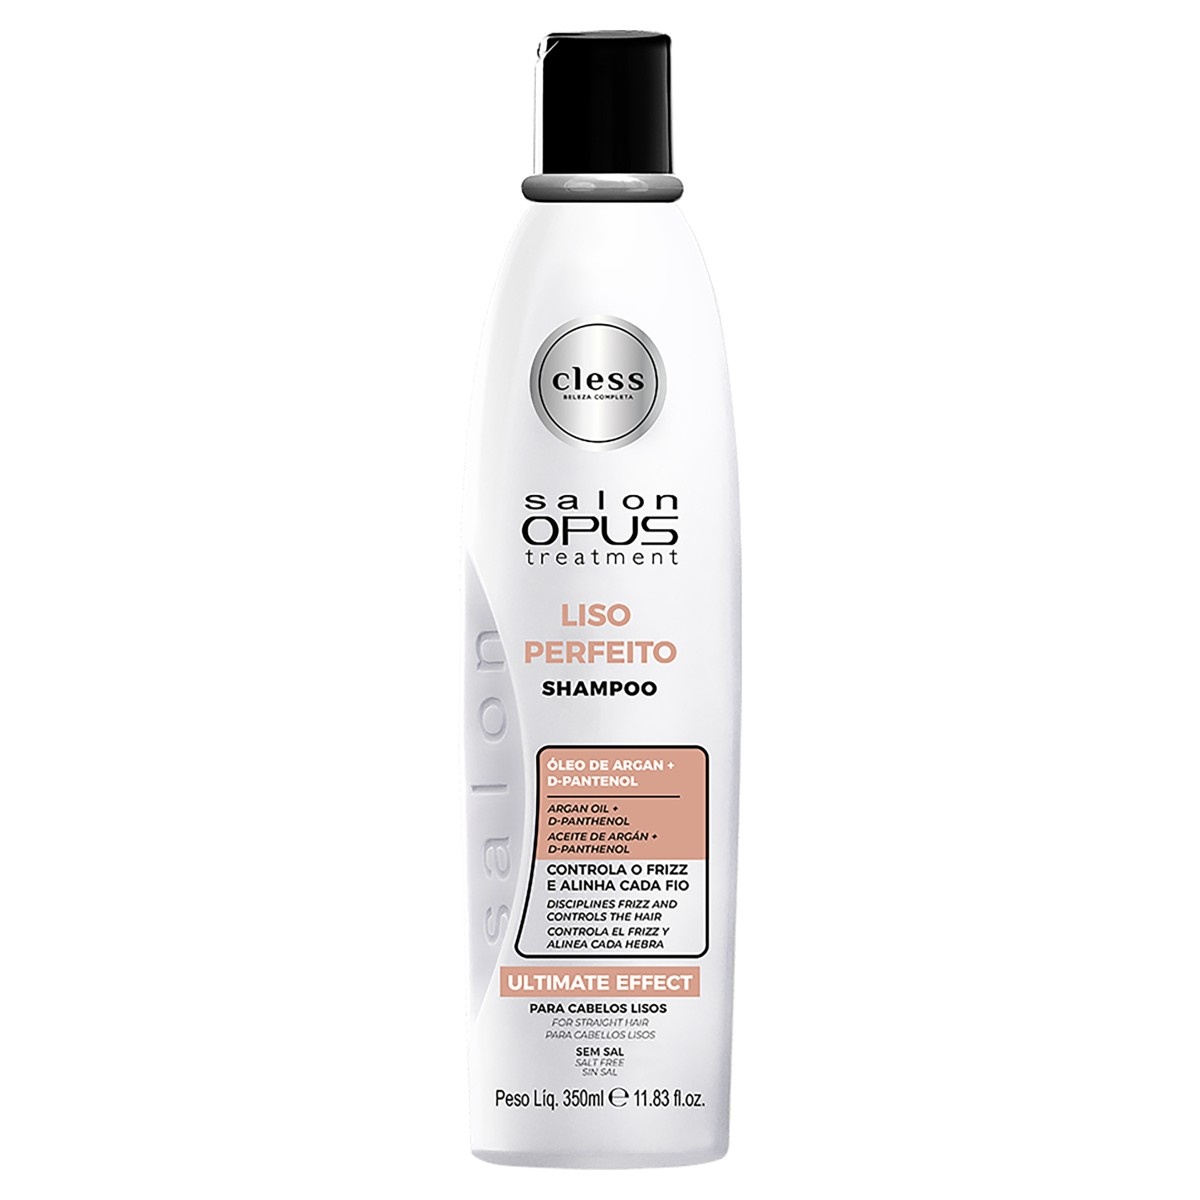 cless
BELEZA COMPLETA
salon
OPUS
treatment
LISO
PERFEITO
SHAMPOO
salon
ÓLEO DE ARGAN +
D-PANTENOL
ARGAN OIL +
D-PANTHENOL
ACEITE DE ARGÁN +
D-PANTHENOL
CONTROLA O FRIZZ
E ALINHA CADA FIO
DISCIPLINES FRIZZ AND
CONTROLS THE HAIR
CONTROLA EL FRIZZ Y
ALINEA CADA HEBRA
ULTIMATE EFFECT
PARA CABELOS LISOS
FOR STRAIGHT HAIR
PARA CABELLOS LISOS
SEM SAL
SALT FREE
SIN SAL
Peso Líq. 350ml ℮ 11.83 fl.oz.